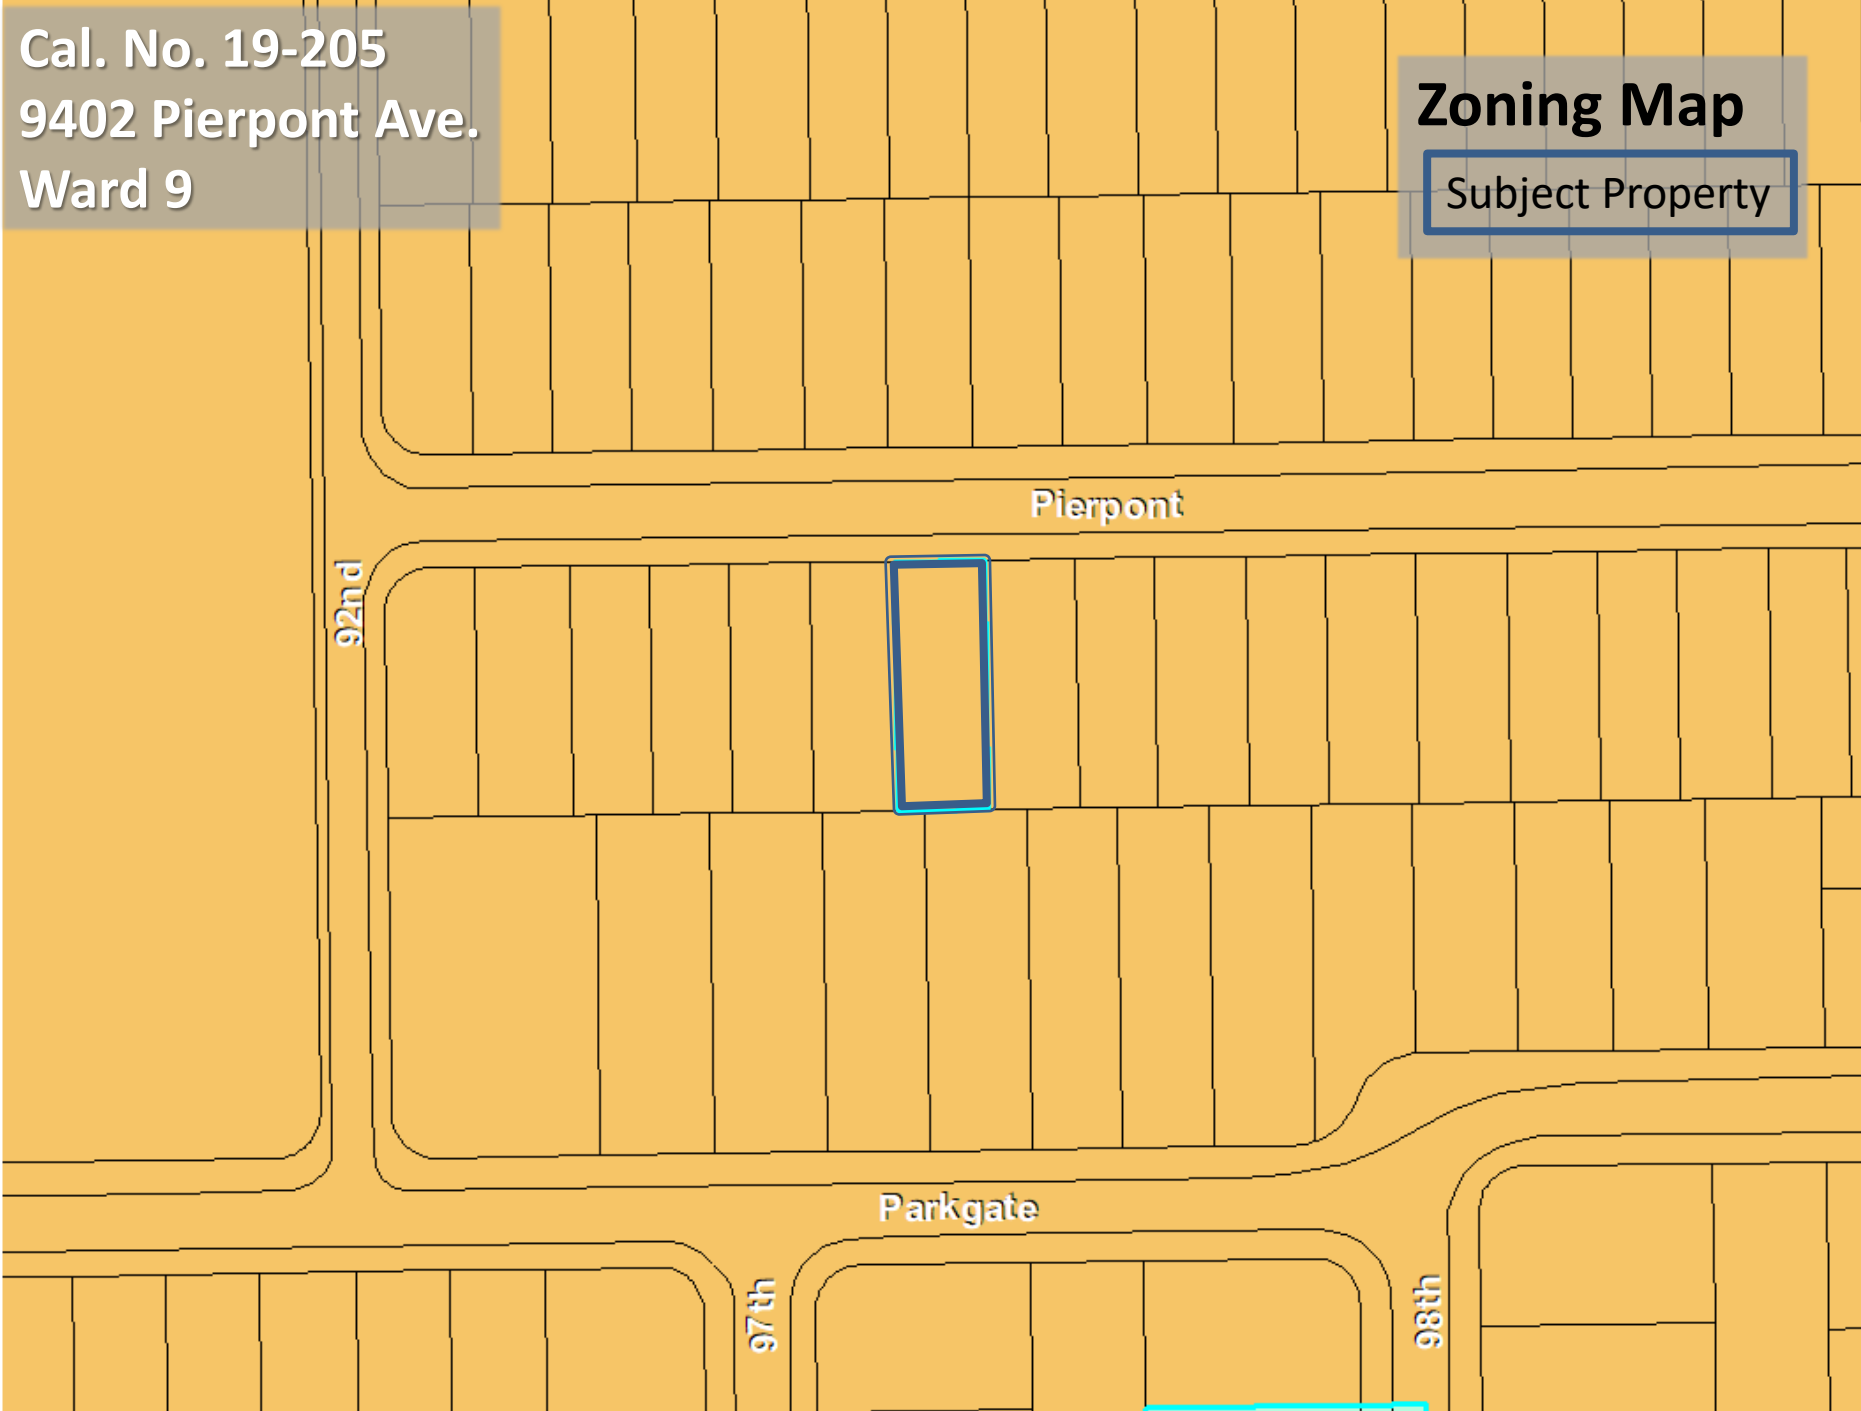 Cal. No. 19-205
9402 Pierpont Ave.
Ward 9
Zoning Map
Subject Property
Pierpont
92nd
Parkgate
97th
98th